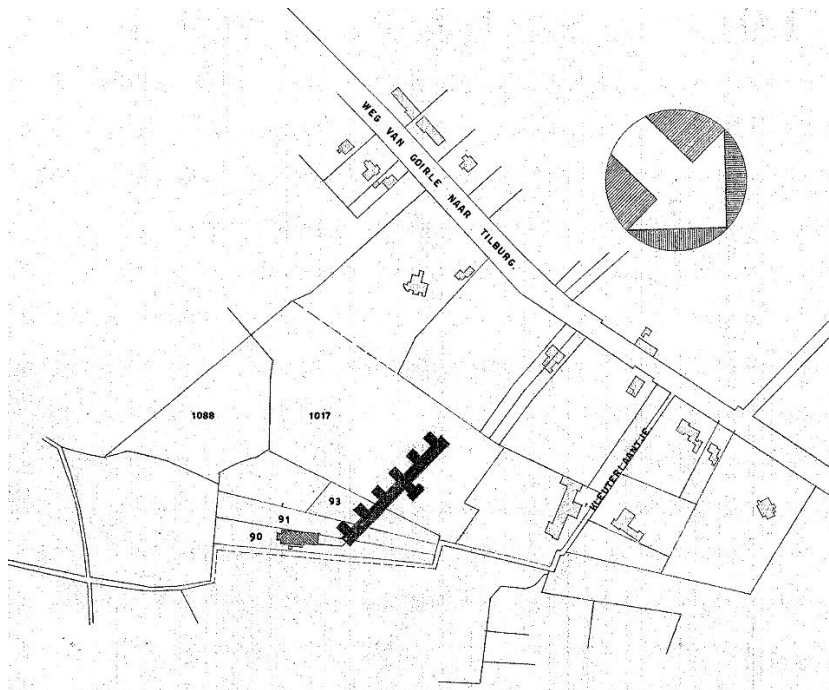 WEG VAN GOIRLE NAAR TILBURG.
1088
1017
KLEUTERLAANTJE.
93
91
90